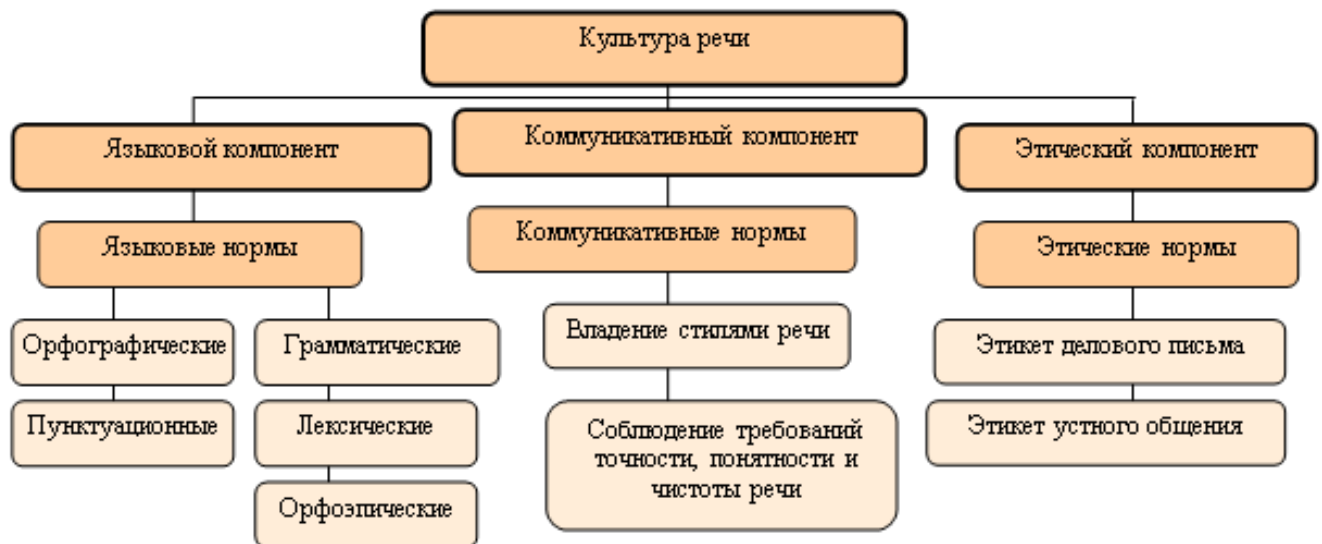 Культура речи
Языковой компонент
Коммуникативный компонент
Этический компонент
Языковые нормы
Коммуникативные нормы
Этические нормы
Орфографические
Грамматические
Владение стилями речи
Этикет делового письма
Пунктуационные
Лексические
Соблюдение требований
точности, понятности и
чистоты речи
Этикет устного общения
Орфоэпические